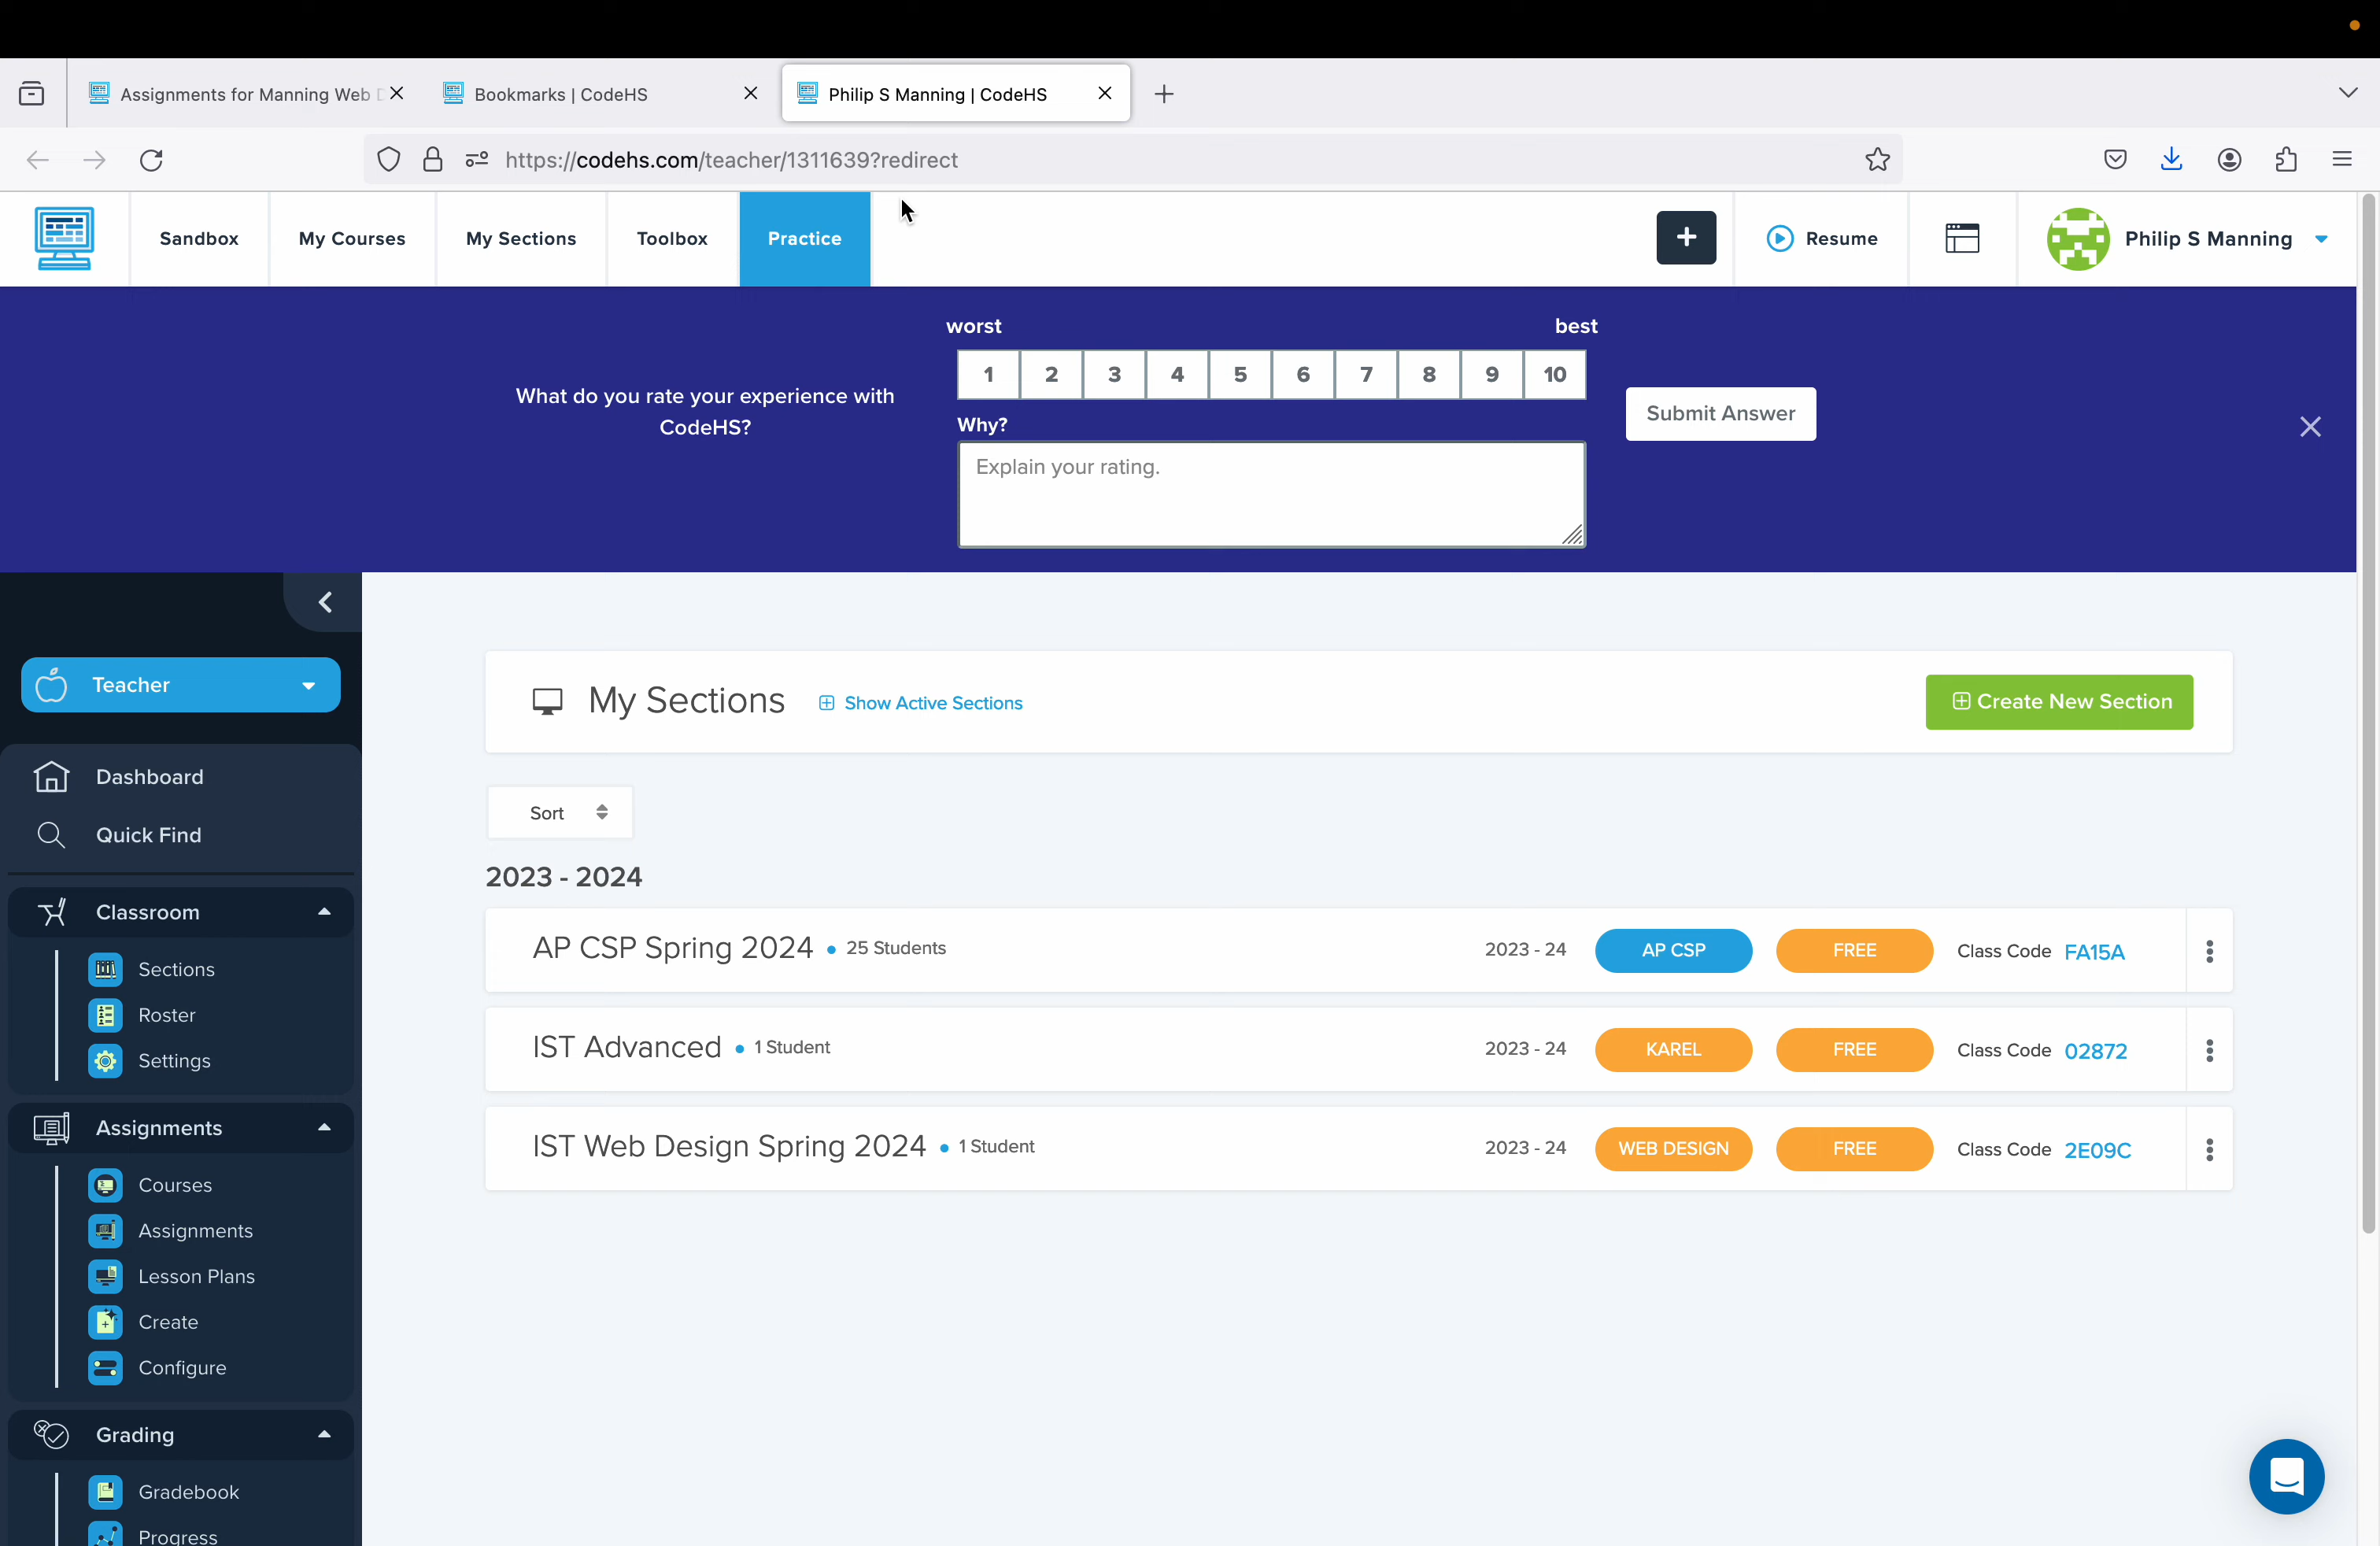 Assignments for Manning Web D
Bookmarks | CodeHS
Philip S Manning | CodeHS
https://codehs.com/teacher/1311639?redirect
Sandbox
My Courses
My Sections
Toolbox
Practice
+
Resume
Philip S Manning
worst
best
What do you rate your experience with
CodeHS?
1 2 3 4 5 6 7 8 9 10
Submit Answer
Why?
Explain your rating.
Teacher
Dashboard
Quick Find
Classroom
Sections
Roster
Settings
Assignments
Courses
Assignments
Lesson Plans
Create
Configure
Grading
Gradebook
Progress
My Sections
Show Active Sections
Create New Section
Sort
2023 - 2024
AP CSP Spring 2024 • 25 Students 2023 - 24 AP CSP FREE Class Code FA15A
IST Advanced • 1 Student 2023 - 24 KAREL FREE Class Code 02872
IST Web Design Spring 2024 • 1 Student 2023 - 24 WEB DESIGN FREE Class Code 2E09C